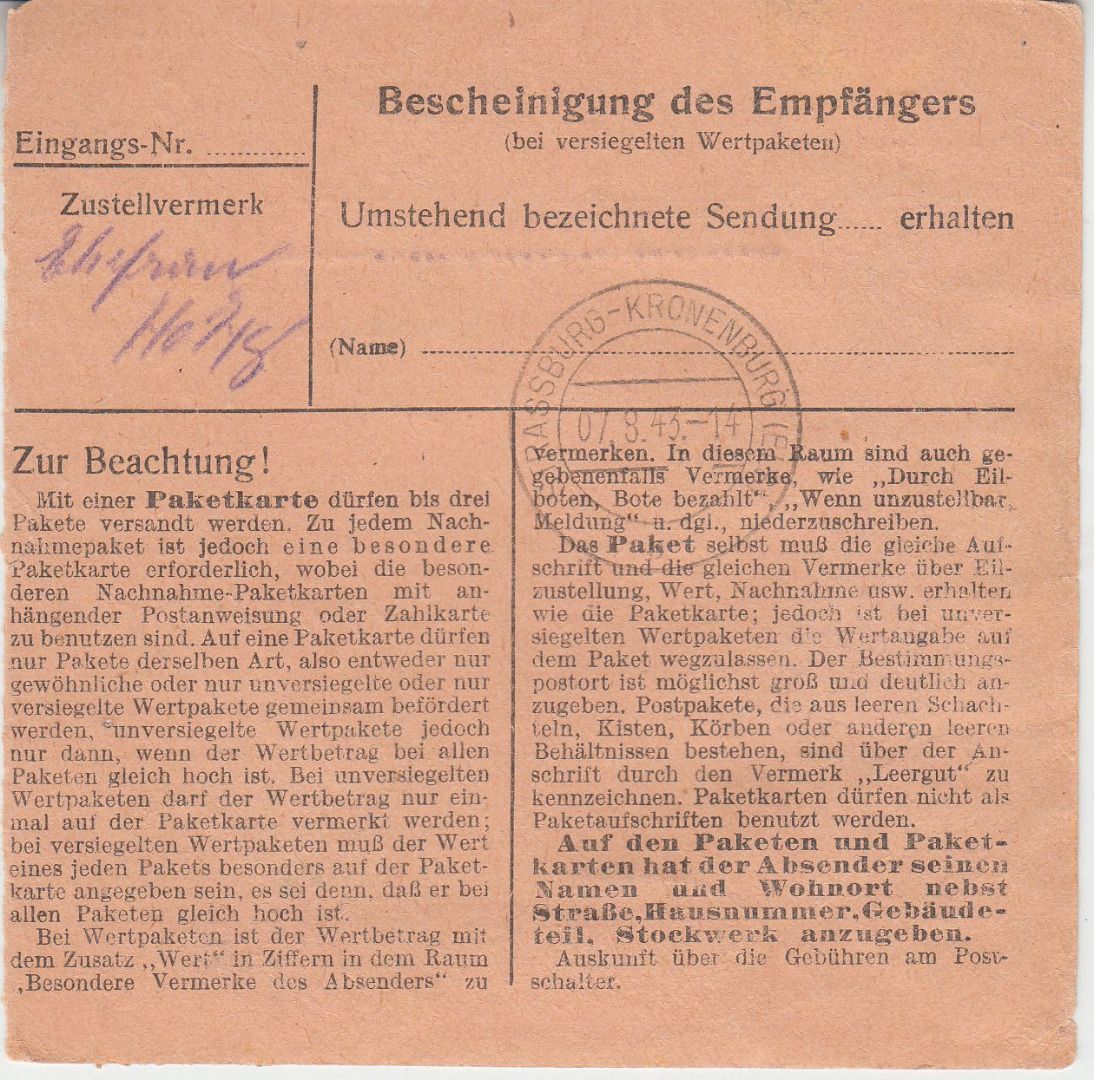 Eingangs-Nr. ..............
Zustellvermerk
Ehefrau
Bescheinigung des Empfängers
(bei versiegelten Wertpaketen)
Umstehend bezeichnete Sendung...... erhalten
(Name) ..............
RASSBURG-KRONENBURG (E
07.8.43.-14
Zur Beachtung!
Mit einer Paketkarte dürfen bis drei
Pakete versandt werden. Zu jedem Nach-
nahmepaket ist jedoch eine besondere
Paketkarte erforderlich, wobei die beson-
deren Nachnahme-Paketkarten mit an-
hängender Postanweisung oder Zahlkarte
zu benutzen sind. Auf eine Paketkarte dürfen
nur Pakete derselben Art, also entweder nur
gewöhnliche oder nur unversiegelte oder nur
versiegelte Wertpakete gemeinsam befördert
werden, unversiegelte Wertpakete jedoch
nur dann, wenn der Wertbetrag bei allen
Paketen gleich hoch ist. Bei unversiegelten
Wertpaketen darf der Wertbetrag nur ein-
mal auf der Paketkarte vermerkt werden;
bei versiegelten Wertpaketen muß der Wert
eines jeden Pakets besonders auf der Paket-
karte angegeben sein, es sei denn, daß er bei
allen Paketen gleich hoch ist.
Bei Wertpaketen ist der Wertbetrag mit
dem Zusatz „Wert“ in Ziffern in dem Raum
„Besondere Vermerke des Absenders“ zu
vermerken. In diesem Raum sind auch ge-
gebenenfalls Vermerke, wie „Durch Eil-
boten, Bote bezahlt“, „Wenn unzustellbar,
Meldung“ u. dgl., niederzuschreiben.
Das Paket selbst muß die gleiche Auf-
schrift und die gleichen Vermerke über Eil-
zustellung, Wert, Nachnahme usw. erhalten
wie die Paketkarte; jedoch ist bei unver-
siegelten Wertpaketen die Wertangabe auf
dem Paket wegzulassen. Der Bestimmungs-
postort ist möglichst groß und deutlich an-
zugeben. Postpakete, die aus leeren Schach-
teln, Kisten, Körben oder anderen leeren
Behältnissen bestehen, sind über der An-
schrift durch den Vermerk „Leergut“ zu
kennzeichnen. Paketkarten dürfen nicht als
Paketaufschriften benutzt werden.
Auf den Paketen und Paket-
karten hat der Absender seinen
Namen und Wohnort nebst
Straße, Hausnummer, Gebäude-
teil, Stockwerk anzugeben.
Auskunft über die Gebühren am Post-
schalter.